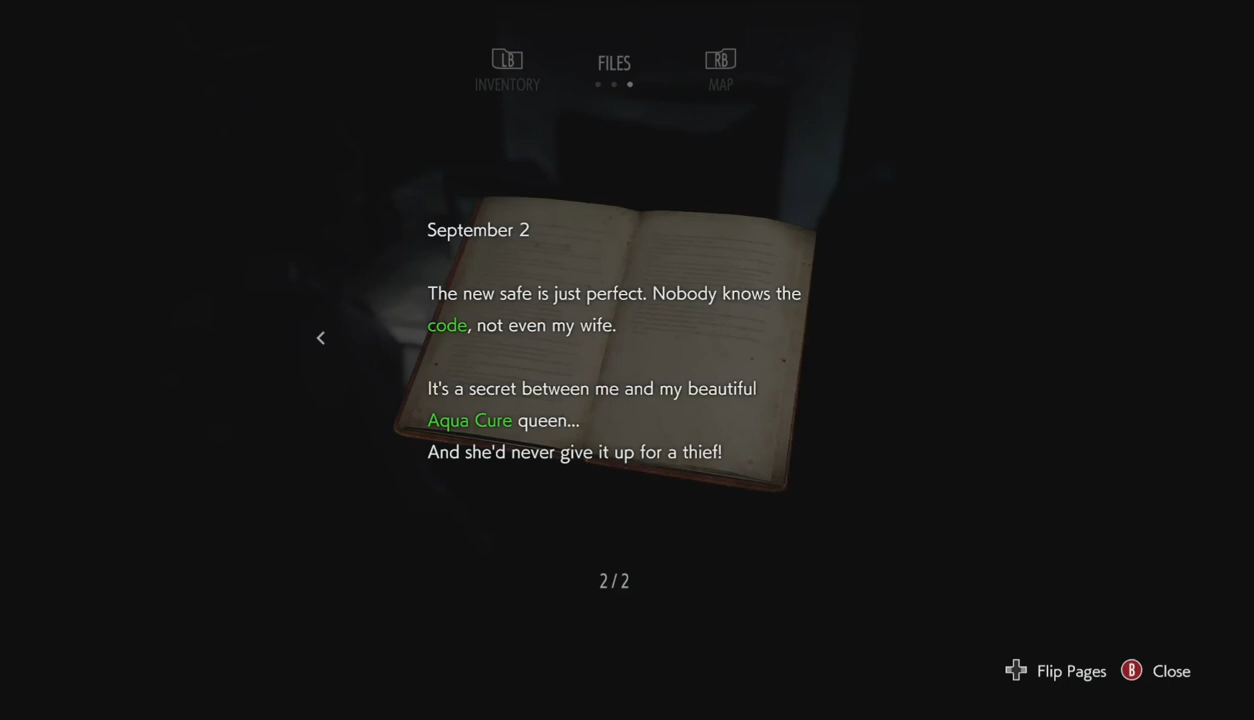 LB
FILES
RB
INVENTORY
MAP
September 2
The new safe is just perfect. Nobody knows the
code, not even my wife.
It's a secret between me and my beautiful
Aqua Cure queen...
And she'd never give it up for a thief!
2 / 2
Flip Pages B Close